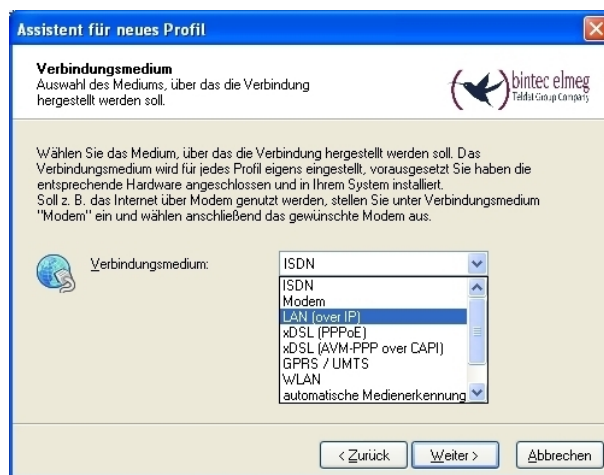 Assistent für neues Profil
Verbindungsmedium
Auswahl des Mediums, über das die Verbindung
hergestellt werden soll.
bintec elmeg
Teldat Group Company
Wählen Sie das Medium, über das die Verbindung hergestellt werden soll. Das
Verbindungsmedium wird für jedes Profil eigens eingestellt, vorausgesetzt Sie haben die
entsprechende Hardware angeschlossen und in Ihrem System installiert.
Soll z. B. das Internet über Modem genutzt werden, stellen Sie unter Verbindungsmedium
"Modem" ein und wählen anschließend das gewünschte Modem aus.
Verbindungsmedium:
ISDN
ISDN
Modem
LAN (over IP)
xDSL (PPPoE)
xDSL (AVM-PPP over CAPI)
GPRS / UMTS
WLAN
automatische Medienerkennung
< Zurück
Weiter >
Abbrechen